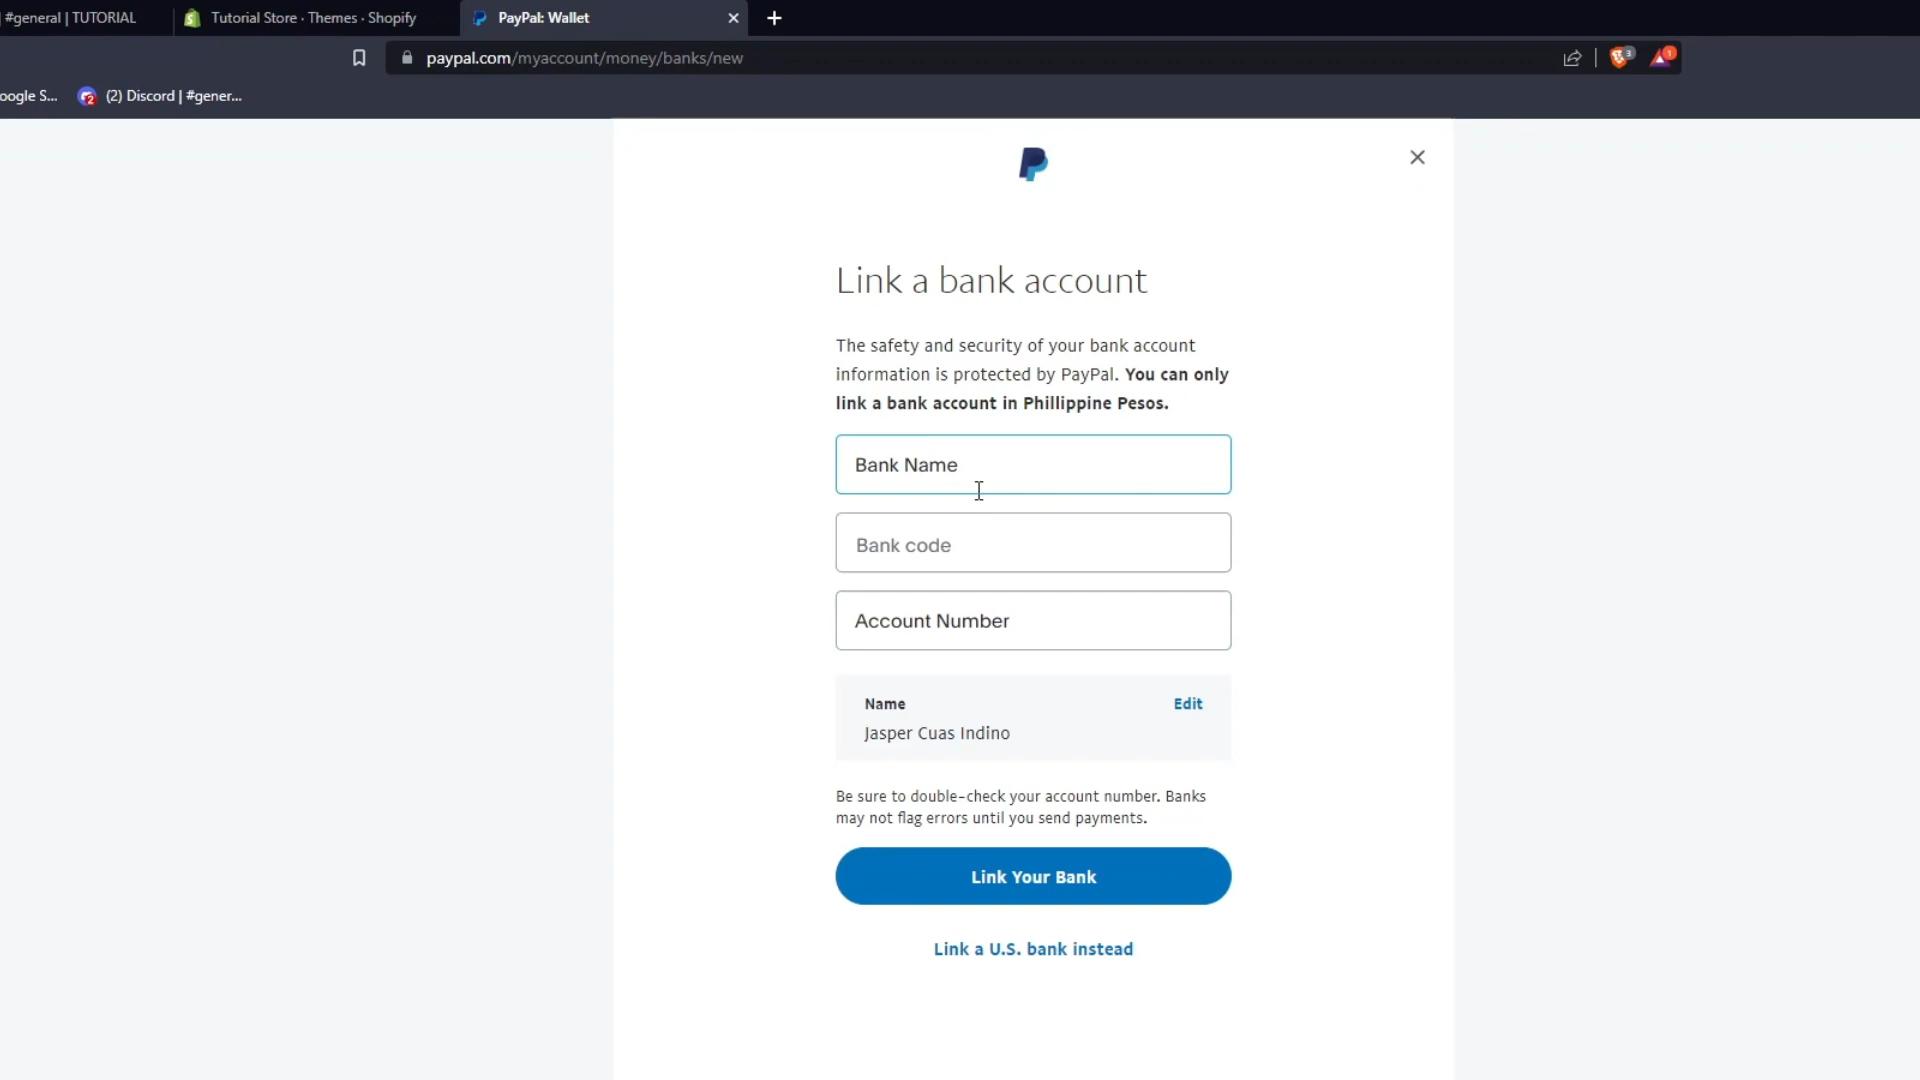 #general | TUTORIAL
Tutorial Store · Themes · Shopify
PayPal: Wallet
paypal.com/myaccount/money/banks/new
3
1
oogle S...
2
(2) Discord | #gener...
Link a bank account
The safety and security of your bank account
information is protected by PayPal. You can only
link a bank account in Phillippine Pesos.
Bank Name
Bank code
Account Number
Name
Edit
Jasper Cuas Indino
Be sure to double-check your account number. Banks
may not flag errors until you send payments.
Link Your Bank
Link a U.S. bank instead